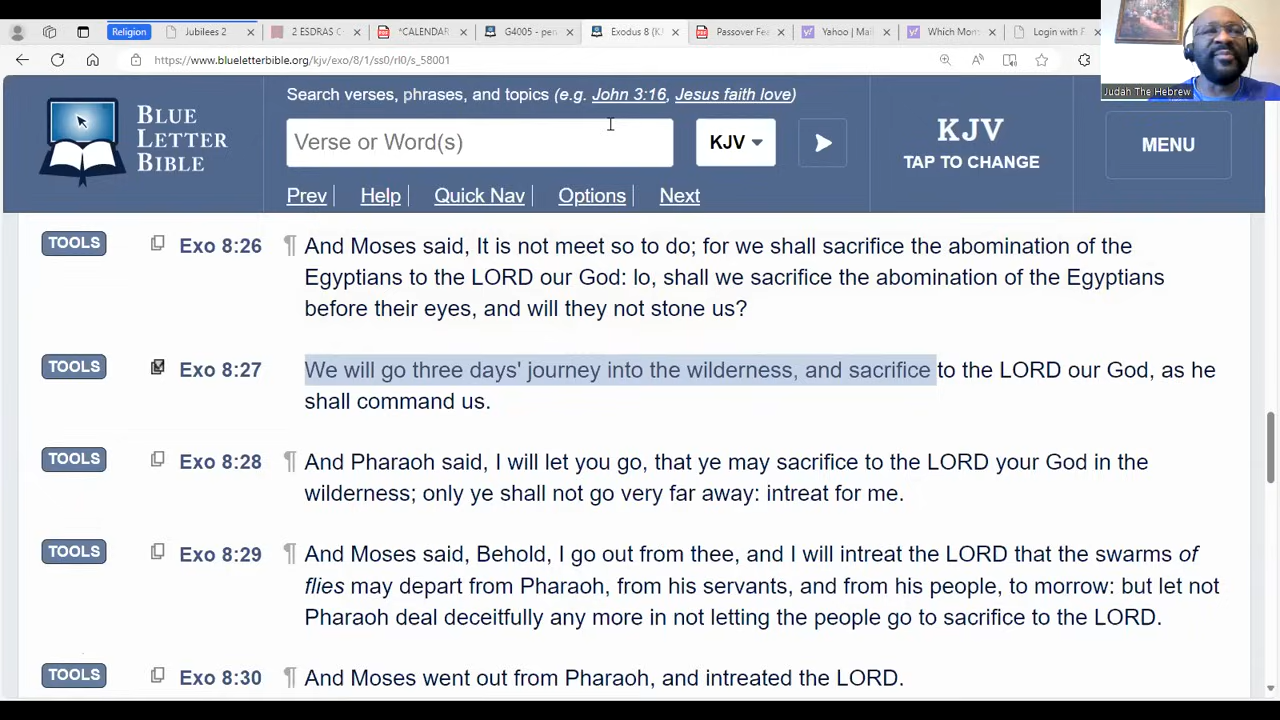 Religion
Jubilees 2
2 ESDRAS C
*CALENDAR
G4005 - pen
Exodus 8 (K
Passover Fea
Yahoo | Mail
Which Mon
Login with F
https://www.blueletterbible.org/kjv/exo/8/1/ss0/rl0/s_58001
Judah The Hebrew
BLUE
LETTER
BIBLE
Search verses, phrases, and topics (e.g. John 3:16, Jesus faith love)
Verse or Word(s)
KJV
Prev Help Quick Nav Options Next
KJV
TAP TO CHANGE
MENU
TOOLS Exo 8:26 ¶ And Moses said, It is not meet so to do; for we shall sacrifice the abomination of the
Egyptians to the LORD our God: lo, shall we sacrifice the abomination of the Egyptians
before their eyes, and will they not stone us?
TOOLS Exo 8:27 We will go three days' journey into the wilderness, and sacrifice to the LORD our God, as he
shall command us.
TOOLS Exo 8:28 ¶ And Pharaoh said, I will let you go, that ye may sacrifice to the LORD your God in the
wilderness; only ye shall not go very far away: intreat for me.
TOOLS Exo 8:29 ¶ And Moses said, Behold, I go out from thee, and I will intreat the LORD that the swarms of
flies may depart from Pharaoh, from his servants, and from his people, to morrow: but let not
Pharaoh deal deceitfully any more in not letting the people go to sacrifice to the LORD.
TOOLS Exo 8:30 ¶ And Moses went out from Pharaoh, and intreated the LORD.